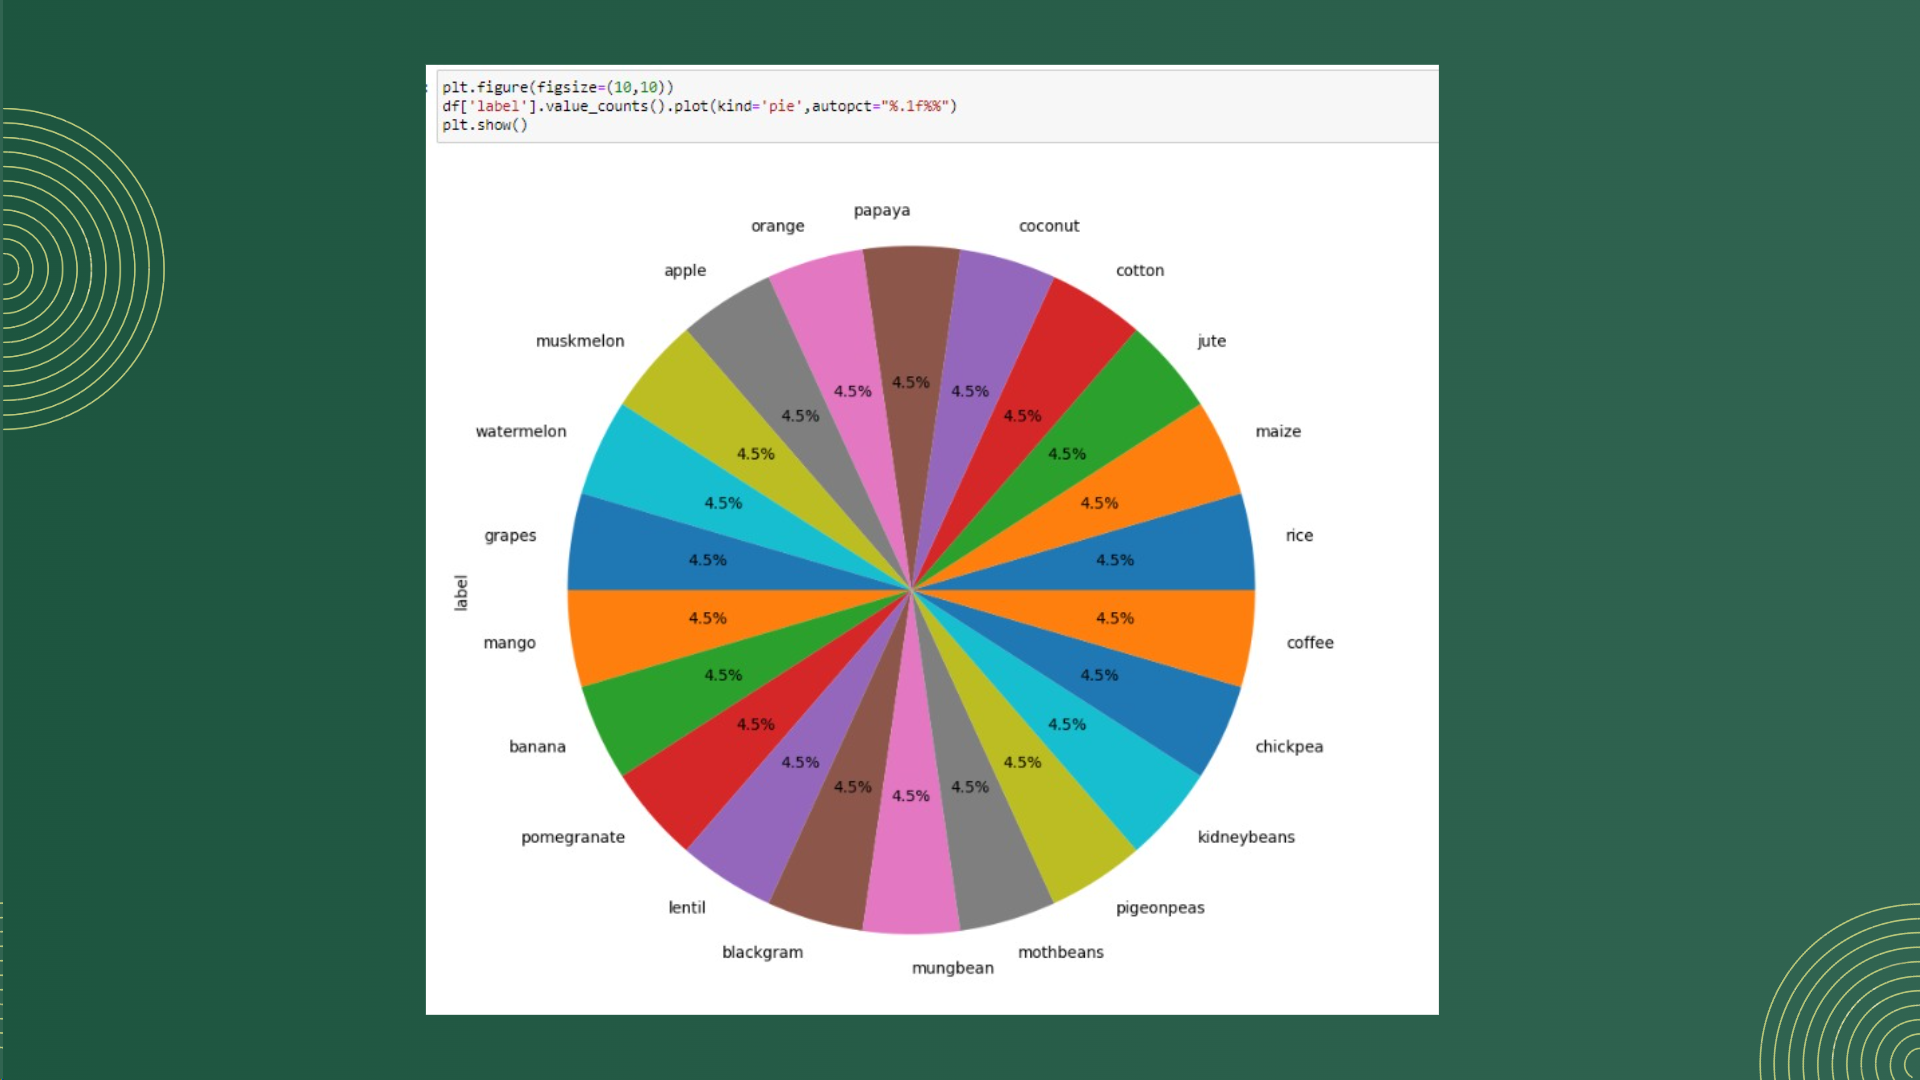 plt.figure(figsize=(10,10))
df['label'].value_counts().plot(kind='pie',autopct="%.1f%%")
plt.show()
papaya
orange
coconut
apple
cotton
muskmelon
jute
4.5%
4.5%
4.5%
4.5%
4.5%
watermelon
maize
4.5%
4.5%
4.5%
4.5%
grapes
rice
4.5%
4.5%
label
4.5%
4.5%
mango
coffee
4.5%
4.5%
4.5%
4.5%
banana
chickpea
4.5%
4.5%
4.5%
4.5%
4.5%
pomegranate
kidneybeans
lentil
pigeonpeas
blackgram
mothbeans
mungbean